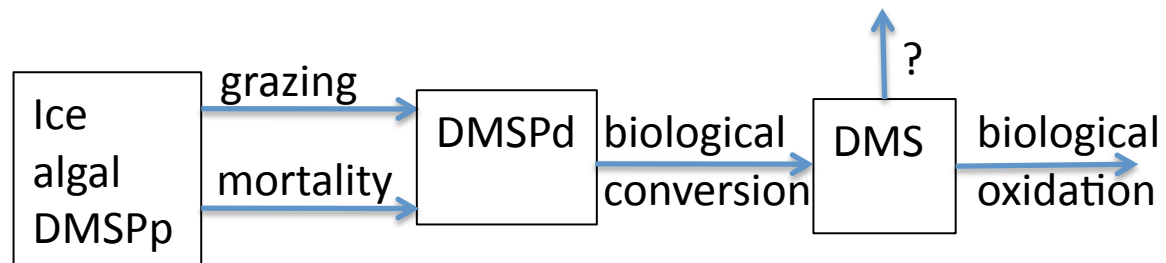 Ice
algal
DMSPp
grazing
mortality
DMSPd
biological
conversion
DMS
?
biological
oxidation